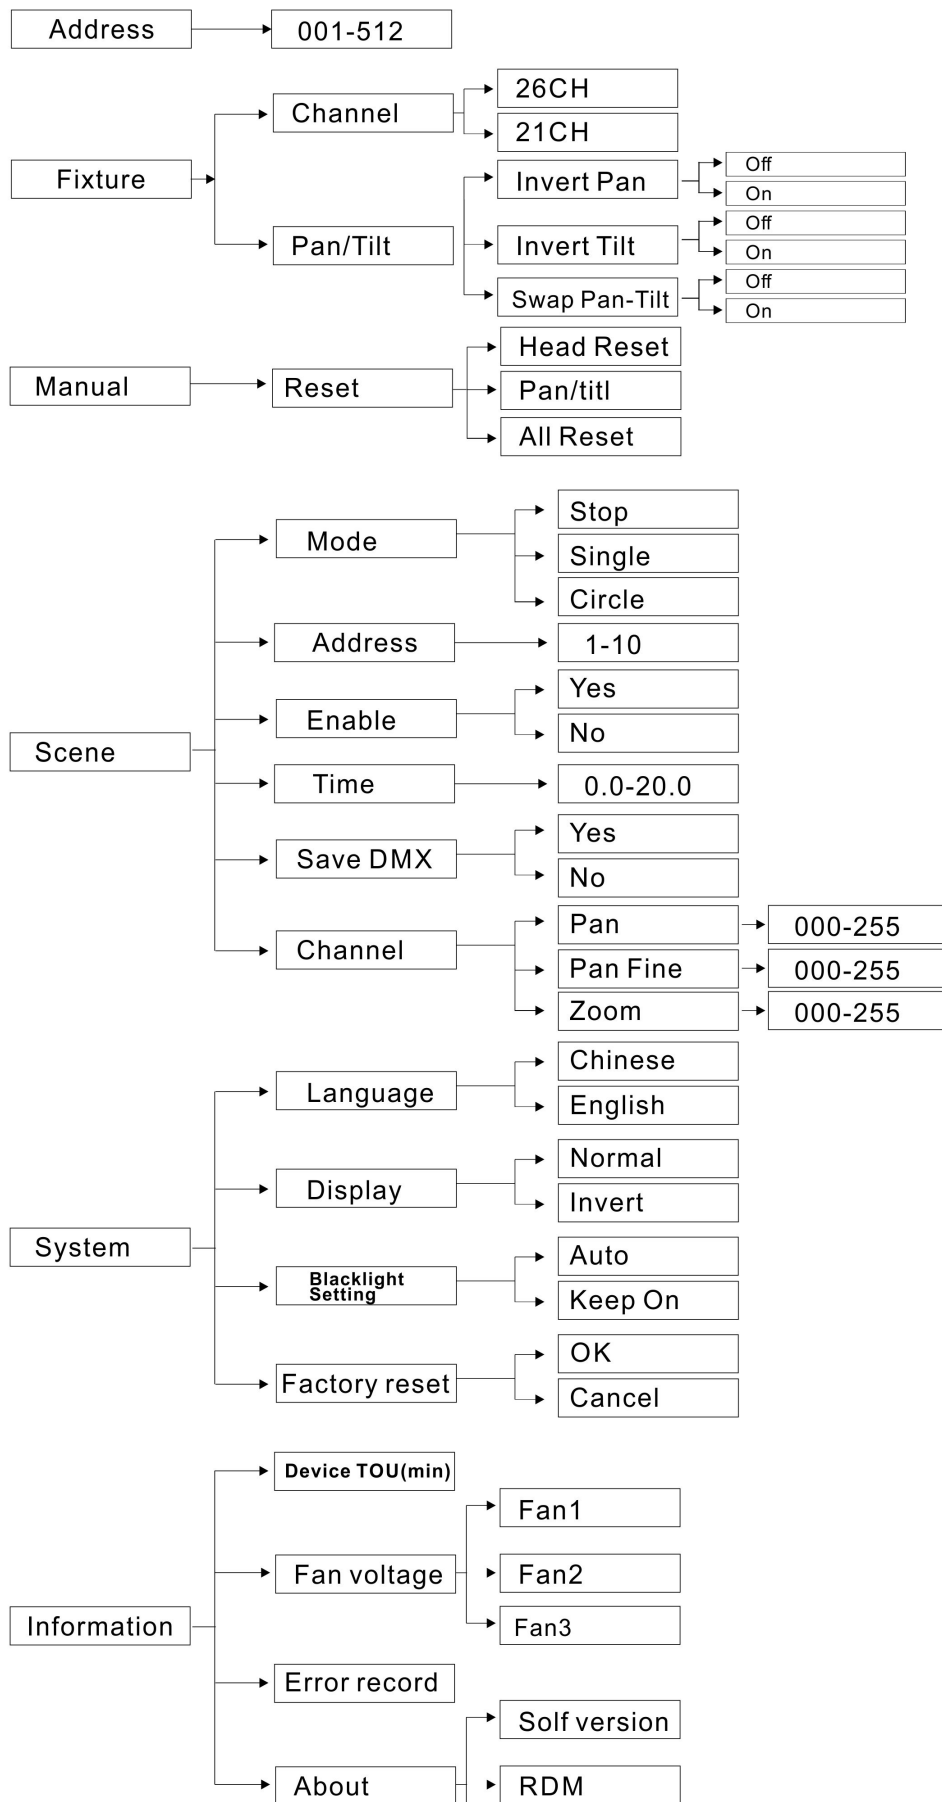 Address
001-512
Fixture
Channel
26CH
21CH
Pan/Tilt
Invert Pan
Off
On
Invert Tilt
Off
On
Swap Pan-Tilt
Off
On
Manual
Reset
Head Reset
Pan/titl
All Reset
Scene
Mode
Stop
Single
Circle
Address
1-10
Enable
Yes
No
Time
0.0-20.0
Save DMX
Yes
No
Channel
Pan
000-255
Pan Fine
000-255
Zoom
000-255
System
Language
Chinese
English
Display
Normal
Invert
Blacklight
Setting
Auto
Keep On
Factory reset
OK
Cancel
Information
Device TOU(min)
Fan voltage
Fan1
Fan2
Fan3
Error record
About
Solf version
RDM